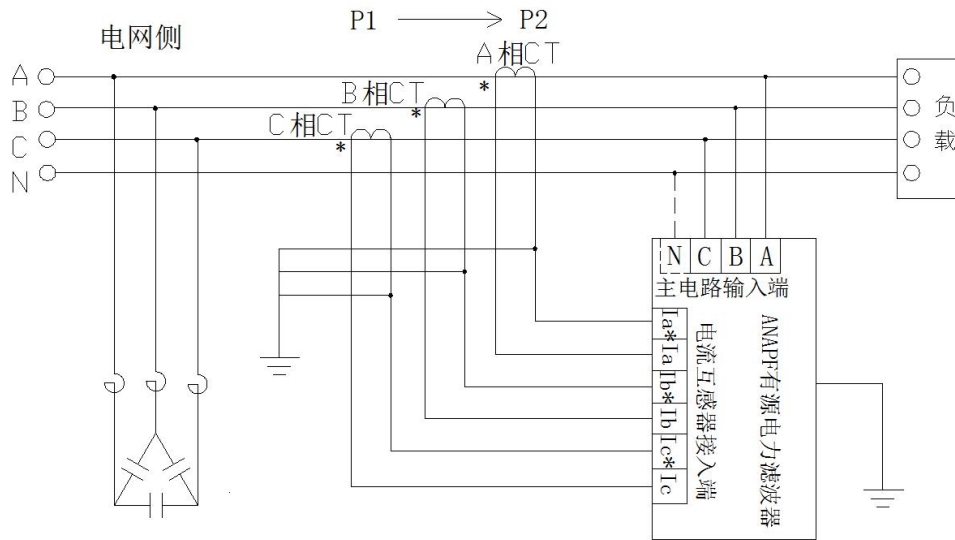 P1 P2
电网侧
A相CT
*
B相CT
*
C相CT
*
A
B
C
N
负
载
N C B A
主电路输入端
Ia*
Ia
Ib*
Ib
Ic*
Ic
电流互感器接入端
ANAPF有源电力滤波器